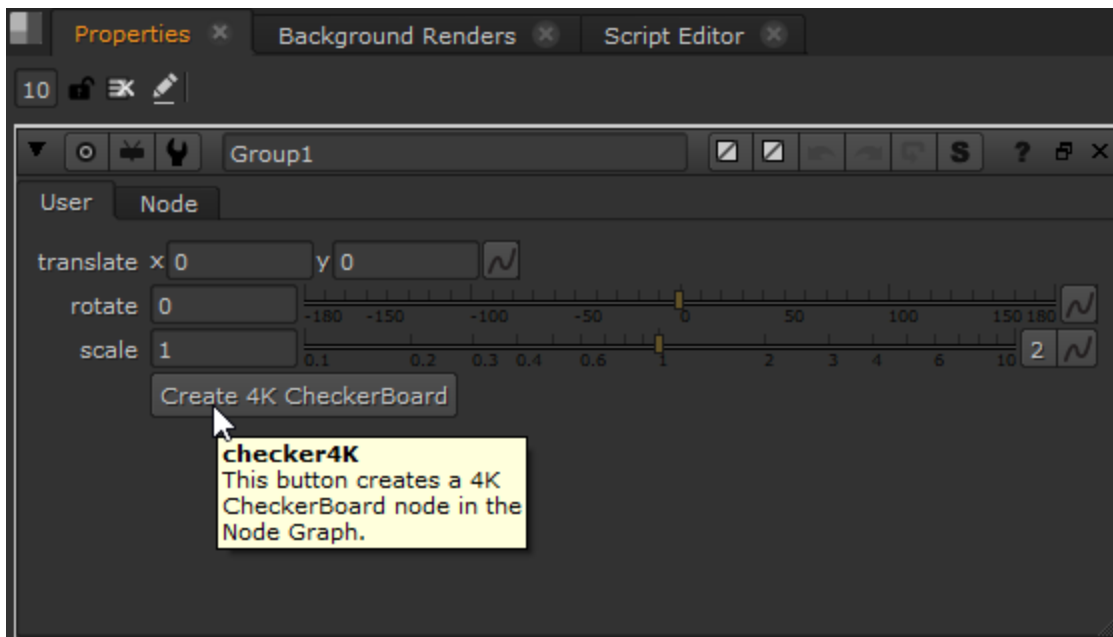 Properties Background Renders Script Editor
10
Group1 S ?
User Node
translate x 0 y 0
rotate 0 -180 -150 -100 -50 0 50 100 150 180
scale 1 0.1 0.2 0.3 0.4 0.6 1 2 3 4 6 10 2
Create 4K CheckerBoard
checker4K
This button creates a 4K
CheckerBoard node in the
Node Graph.